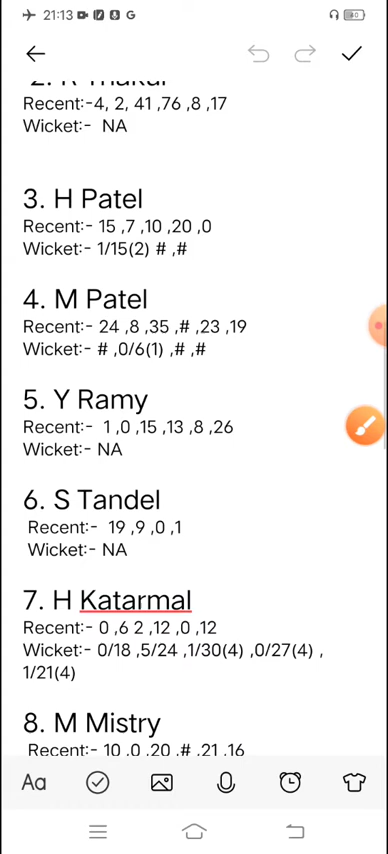 21:13
2. R Thakur
Recent:-4, 2, 41 ,76 ,8 ,17
Wicket:- NA
3. H Patel
Recent:- 15 ,7 ,10 ,20 ,0
Wicket:- 1/15(2) # ,#
4. M Patel
Recent:- 24 ,8 ,35 ,# ,23 ,19
Wicket:- # ,0/6(1) ,# ,#
5. Y Ramy
Recent:- 1 ,0 ,15 ,13 ,8 ,26
Wicket:- NA
6. S Tandel
Recent:- 19 ,9 ,0 ,1
Wicket:- NA
7. H Katarmal
Recent:- 0 ,6 2 ,12 ,0 ,12
Wicket:- 0/18 ,5/24 ,1/30(4) ,0/27(4) ,
1/21(4)
8. M Mistry
Recent:- 10 ,0 ,20 ,# ,21 ,16
Aa